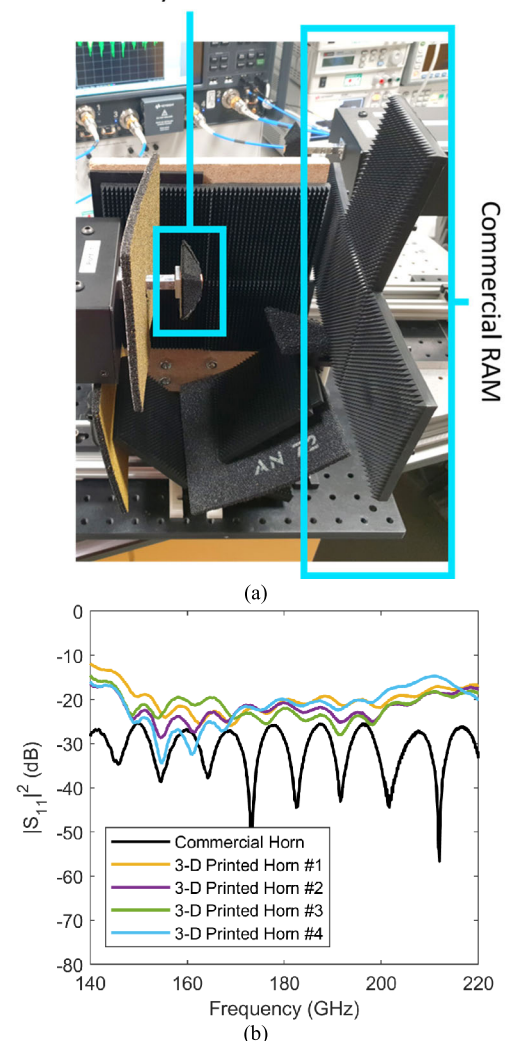 Commercial RAM
AN 72
(a)
0
-10
-20
-30
-40
-50
-60
-70
-80
|S11|² (dB)
Commercial Horn
3-D Printed Horn #1
3-D Printed Horn #2
3-D Printed Horn #3
3-D Printed Horn #4
140
160
180
200
220
Frequency (GHz)
(b)